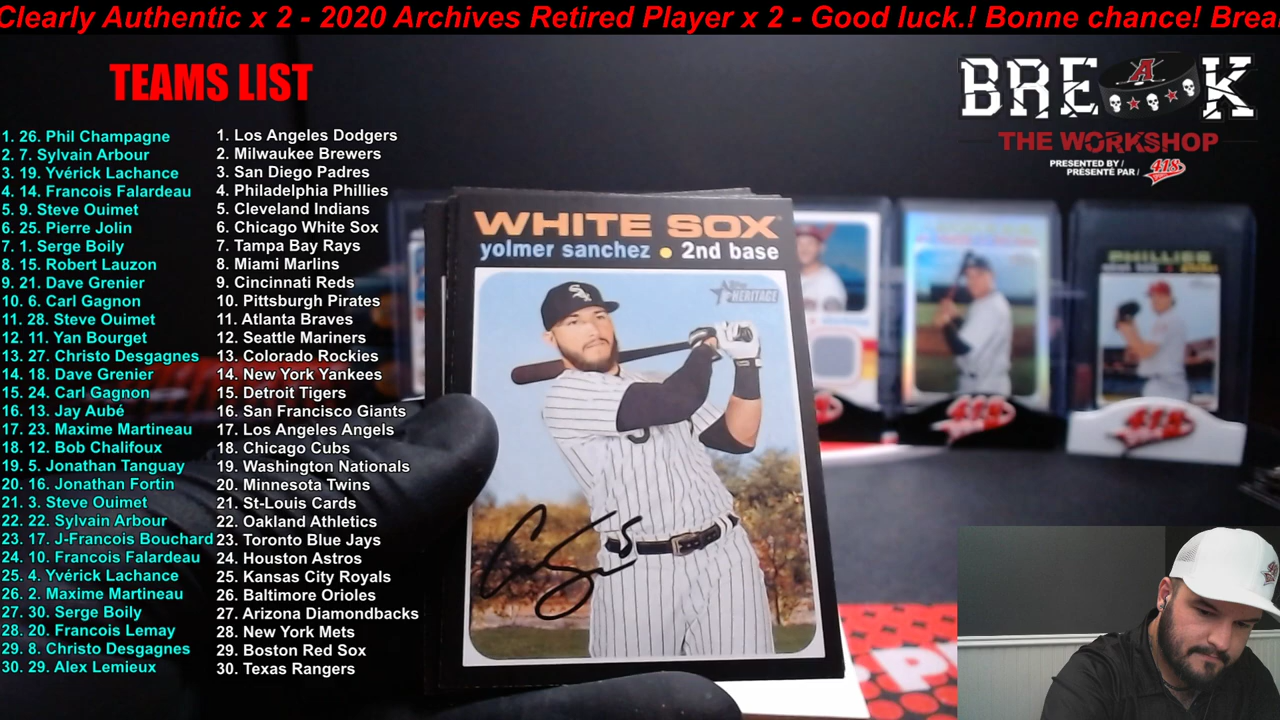 Clearly Authentic x 2 - 2020 Archives Retired Player x 2 - Good luck.! Bonne chance! Brea
TEAMS LIST
1. 26. Phil Champagne
2. 7. Sylvain Arbour
3. 19. Yvérick Lachance
4. 14. Francois Falardeau
5. 9. Steve Ouimet
6. 25. Pierre Jolin
7. 1. Serge Boily
8. 15. Robert Lauzon
9. 21. Dave Grenier
10. 6. Carl Gagnon
11. 28. Steve Ouimet
12. 11. Yan Bourget
13. 27. Christo Desgagnes
14. 18. Dave Grenier
15. 24. Carl Gagnon
16. 13. Jay Aubé
17. 23. Maxime Martineau
18. 12. Bob Chalifoux
19. 5. Jonathan Tanguay
20. 16. Jonathan Fortin
21. 3. Steve Ouimet
22. 22. Sylvain Arbour
23. 17. J-Francois Bouchard
24. 10. Francois Falardeau
25. 4. Yvérick Lachance
26. 2. Maxime Martineau
27. 30. Serge Boily
28. 20. Francois Lemay
29. 8. Christo Desgagnes
30. 29. Alex Lemieux
1. Los Angeles Dodgers
2. Milwaukee Brewers
3. San Diego Padres
4. Philadelphia Phillies
5. Cleveland Indians
6. Chicago White Sox
7. Tampa Bay Rays
8. Miami Marlins
9. Cincinnati Reds
10. Pittsburgh Pirates
11. Atlanta Braves
12. Seattle Mariners
13. Colorado Rockies
14. New York Yankees
15. Detroit Tigers
16. San Francisco Giants
17. Los Angeles Angels
18. Chicago Cubs
19. Washington Nationals
20. Minnesota Twins
21. St-Louis Cards
22. Oakland Athletics
23. Toronto Blue Jays
24. Houston Astros
25. Kansas City Royals
26. Baltimore Orioles
27. Arizona Diamondbacks
28. New York Mets
29. Boston Red Sox
30. Texas Rangers
WHITE SOX
yolmer sanchez • 2nd base
Topps HERITAGE
BREAK
THE WORKSHOP
PRESENTED BY /
PRÉSENTÉ PAR /
418
PHILLIES
418
418